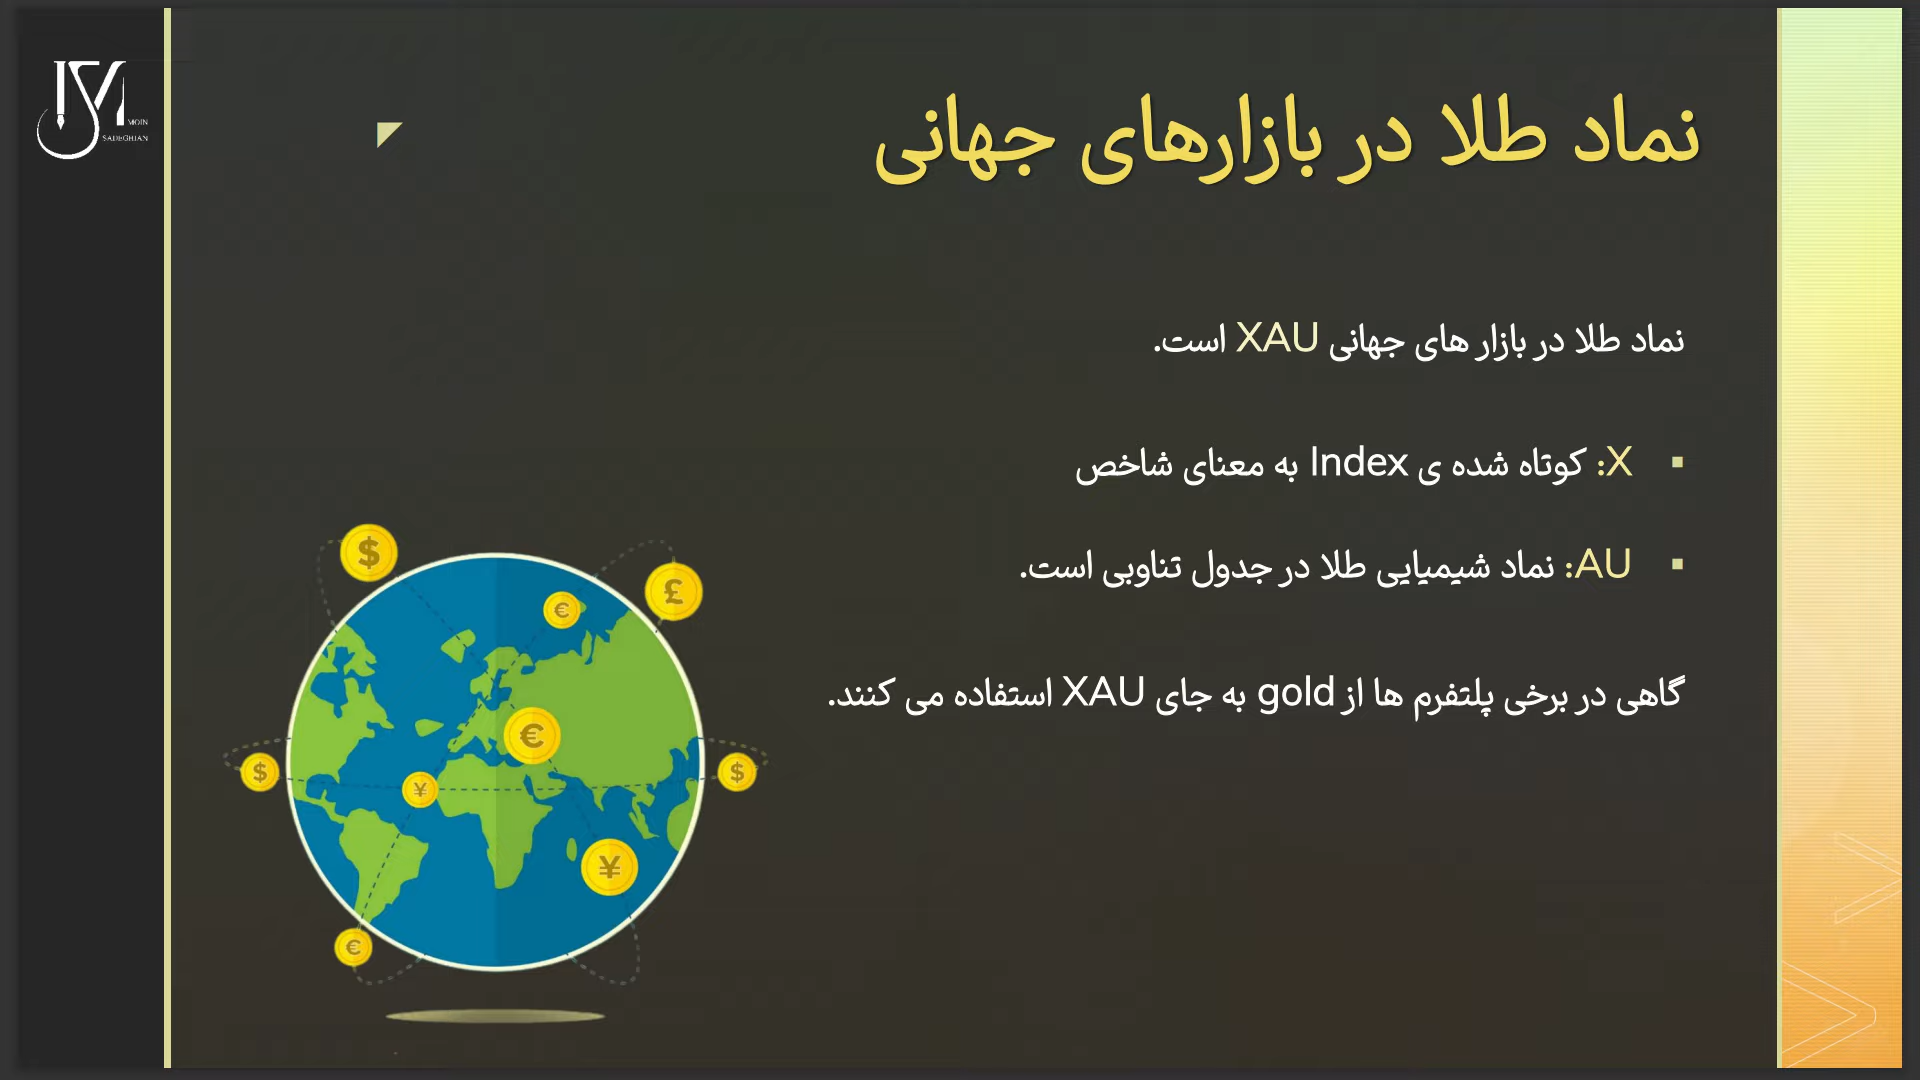 MOIN
SADEGHIAN
نماد طلا در بازارهای جهانی
نماد طلا در بازار های جهانی XAU است.
▪ X: کوتاه شده ی Index به معنای شاخص
▪ AU: نماد شیمیایی طلا در جدول تناوبی است.
گاهی در برخی پلتفرم ها از gold به جای XAU استفاده می کنند.
$
£
€
€
$
¥
$
¥
€